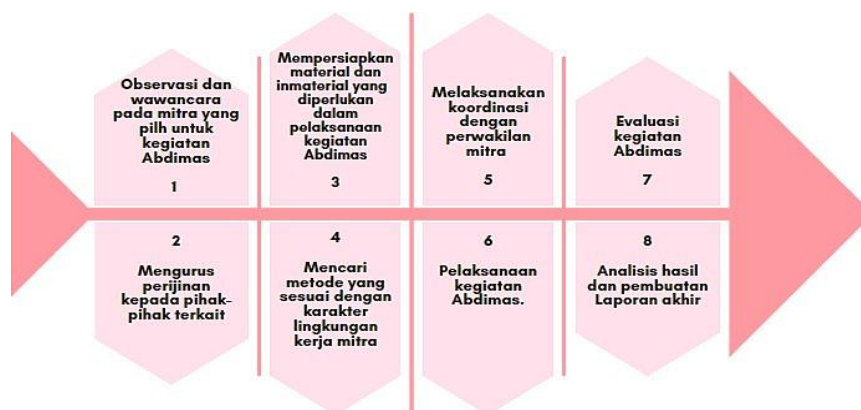 Observasi dan
wawancara
pada mitra yang
pilh untuk
kegiatan
Abdimas
1
2
Mengurus
perijinan
kepada pihak-
pihak terkait
Mempersiapkan
material dan
inmaterial yang
diperlukan
dalam
pelaksanaan
kegiatan
Abdimas
3
4
Mencari
metode yang
sesuai dengan
karakter
lingkungan
kerja mitra
Melaksanakan
koordinasi
dengan
perwakilan
mitra
5
6
Pelaksanaan
kegiatan
Abdimas.
Evaluasi
kegiatan
Abdimas
7
8
Analisis hasil
dan pembuatan
Laporan akhir